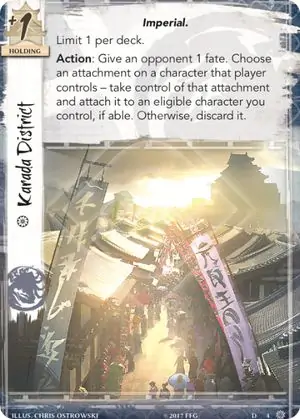 +1
HOLDING
Imperial.
Limit 1 per deck.
Action: Give an opponent 1 fate. Choose
an attachment on a character that player
controls – take control of that attachment
and attach it to an eligible character you
control, if able. Otherwise, discard it.
Karada District
ILLUS. CHRIS OSTROWSKI
©2017 FFG
D 4